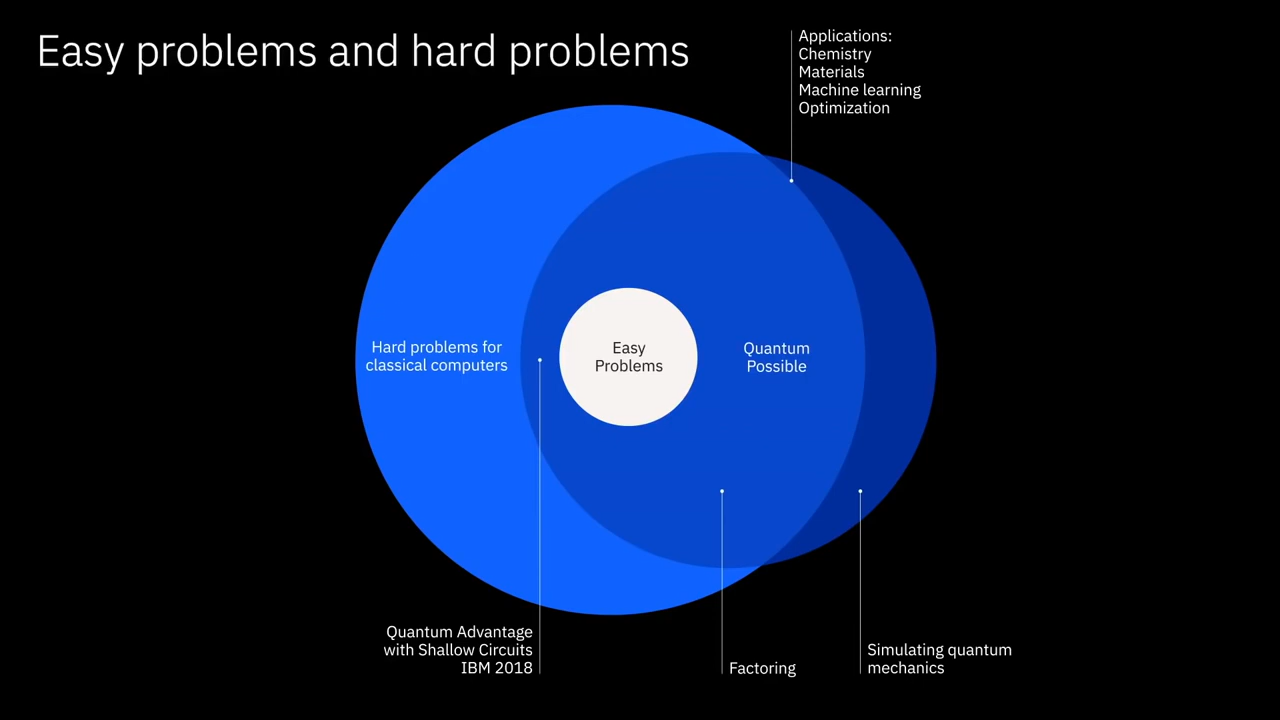 Easy problems and hard problems
Applications:
Chemistry
Materials
Machine learning
Optimization
Hard problems for
classical computers
Easy
Problems
Quantum
Possible
Quantum Advantage
with Shallow Circuits
IBM 2018
Factoring
Simulating quantum
mechanics